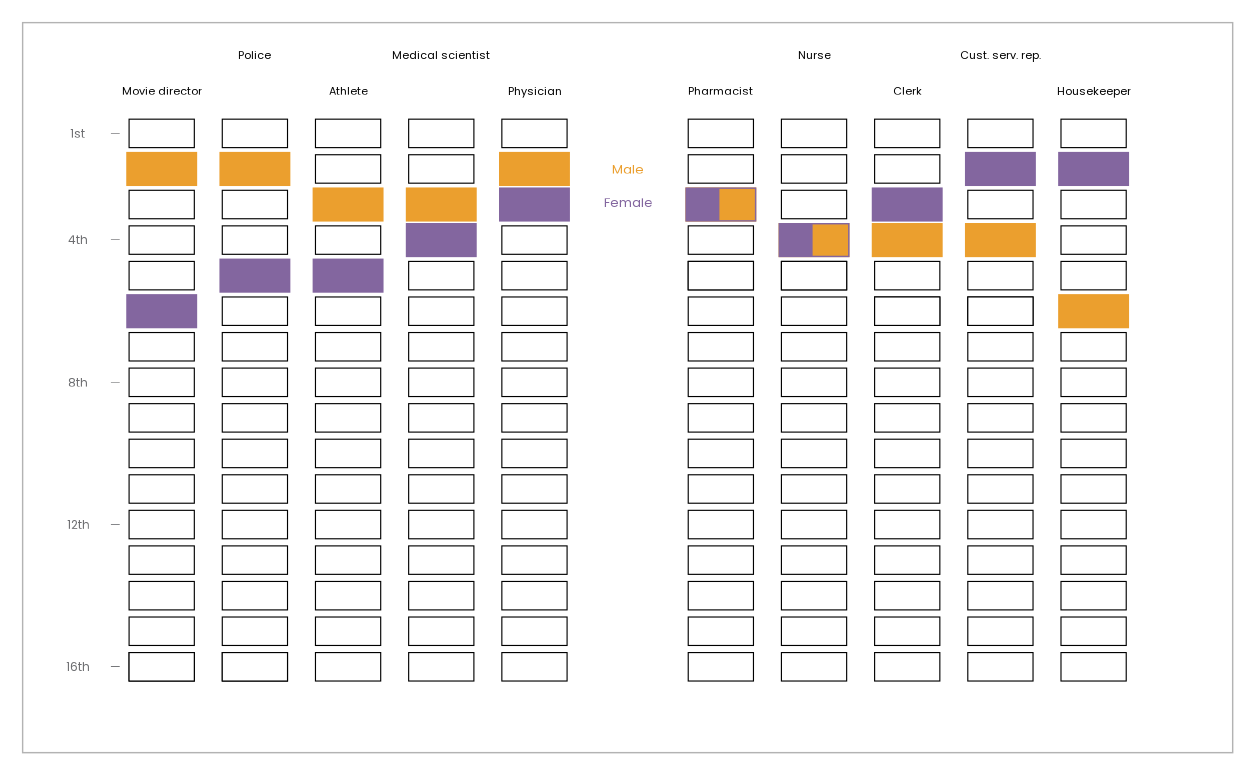 Police
Medical scientist
Nurse
Cust. serv. rep.
Movie director
Athlete
Physician
Pharmacist
Clerk
Housekeeper
1st
Male
Female
4th
8th
12th
16th